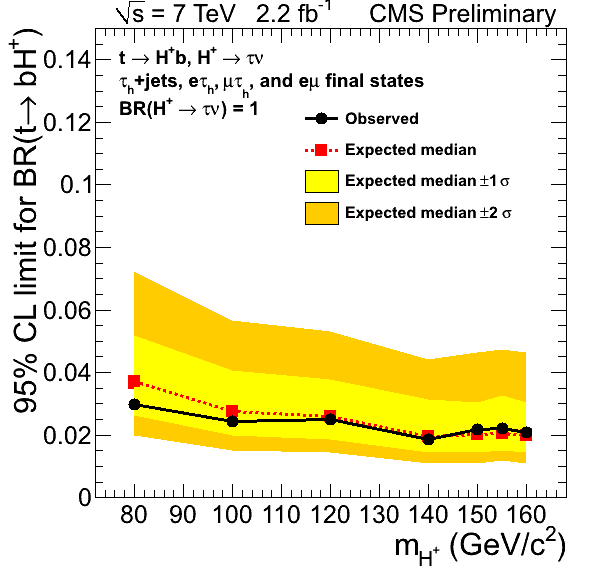 √s = 7 TeV   2.2 fb⁻¹   CMS Preliminary
t → H⁺b, H⁺ → τν
τₕ+jets, eτₕ, μτₕ, and eμ final states
BR(H⁺ → τν) = 1
Observed
Expected median
Expected median ±1 σ
Expected median ±2 σ
95% CL limit for BR(t→ bH⁺)
0.14
0.12
0.1
0.08
0.06
0.04
0.02
0
80 90 100 110 120 130 140 150 160
m_H⁺ (GeV/c²)